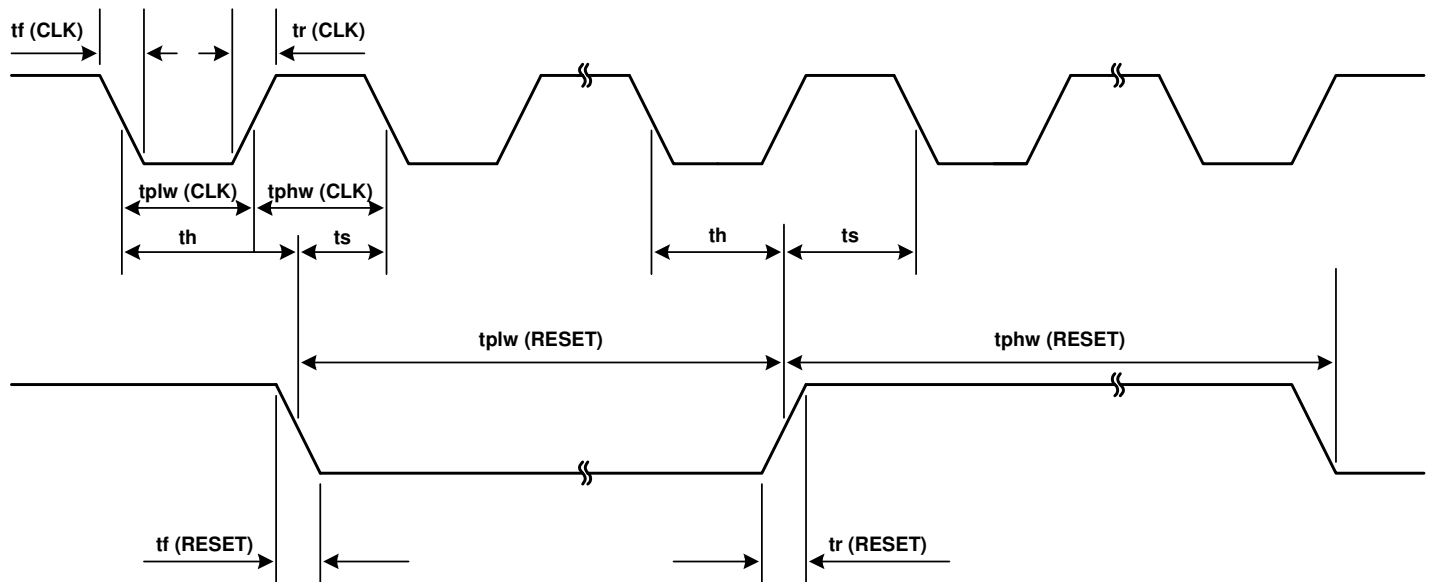 tf (CLK)
tr (CLK)
tplw (CLK)
tphw (CLK)
th
ts
th
ts
tplw (RESET)
tphw (RESET)
tf (RESET)
tr (RESET)